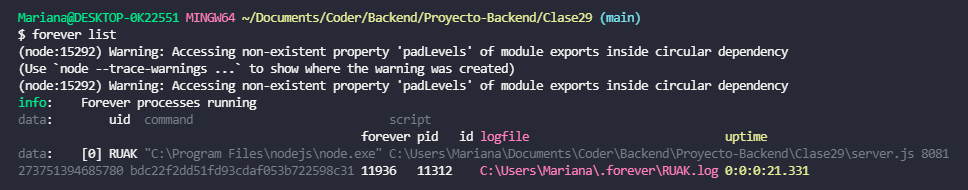 Mariana@DESKTOP-0K22551 MINGW64 ~/Documents/Coder/Backend/Proyecto-Backend/Clase29 (main)
$ forever list
(node:15292) Warning: Accessing non-existent property 'padLevels' of module exports inside circular dependency
(Use `node --trace-warnings ...` to show where the warning was created)
(node:15292) Warning: Accessing non-existent property 'padLevels' of module exports inside circular dependency
info:    Forever processes running
data:        uid  command                            script
forever pid   id logfile                            uptime
data:    [0] RUAK "C:\Program Files\nodejs\node.exe" C:\Users\Mariana\Documents\Coder\Backend\Proyecto-Backend\Clase29\server.js 8081
273751394685780 bdc22f2dd51fd93cdaf053b722598c31 11936   11312    C:\Users\Mariana\.forever\RUAK.log 0:0:0:21.331